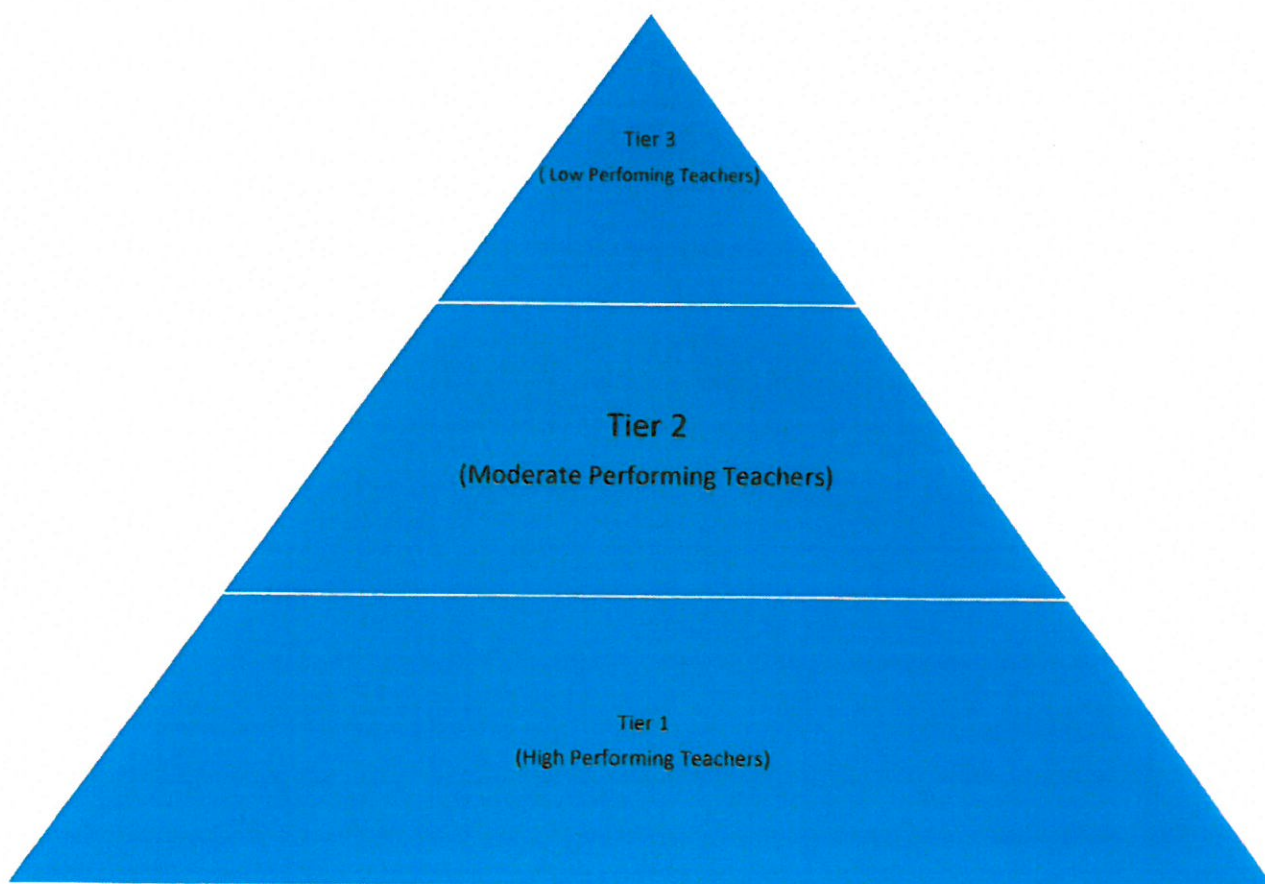 Tier 3
( Low Perfoming Teachers)
Tier 2
(Moderate Performing Teachers)
Tier 1
(High Performing Teachers)